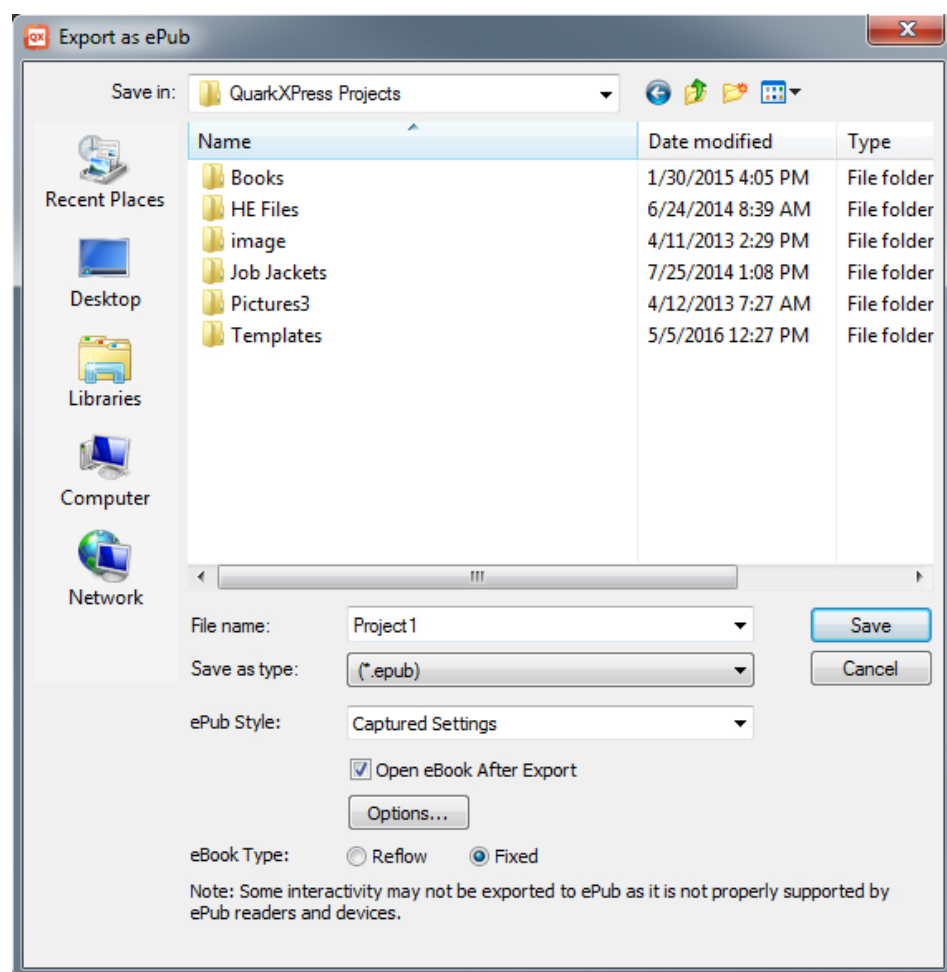 QX Export as ePub
Save in: QuarkXPress Projects
Name Date modified Type
Recent Places
Desktop
Libraries
Computer
Network
Books 1/30/2015 4:05 PM File folder
HE Files 6/24/2014 8:39 AM File folder
image 4/11/2013 2:29 PM File folder
Job Jackets 7/25/2014 1:08 PM File folder
Pictures3 4/12/2013 7:27 AM File folder
Templates 5/5/2016 12:27 PM File folder
File name: Project1 Save
Save as type: (*.epub) Cancel
ePub Style: Captured Settings
Open eBook After Export
Options...
eBook Type: Reflow Fixed
Note: Some interactivity may not be exported to ePub as it is not properly supported by
ePub readers and devices.